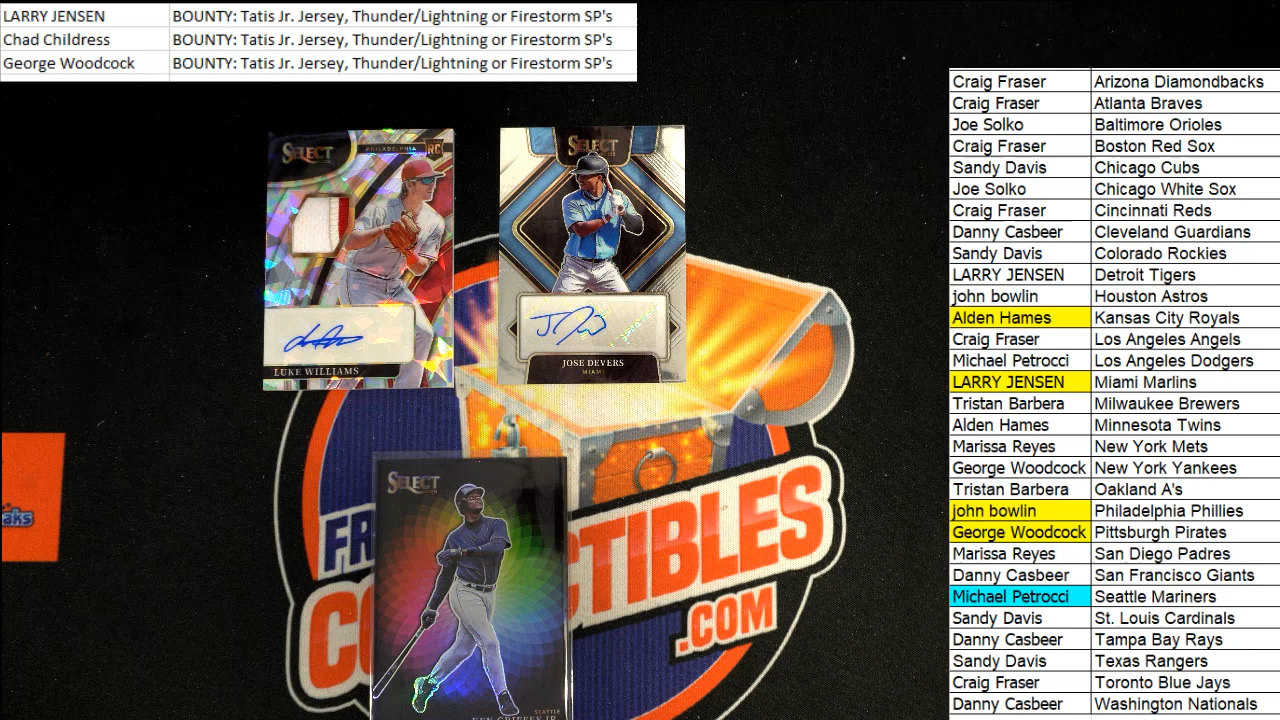 LARRY JENSEN BOUNTY: Tatis Jr. Jersey, Thunder/Lightning or Firestorm SP's
Chad Childress BOUNTY: Tatis Jr. Jersey, Thunder/Lightning or Firestorm SP's
George Woodcock BOUNTY: Tatis Jr. Jersey, Thunder/Lightning or Firestorm SP's
SELECT
PHILADELPHIA RC
LUKE WILLIAMS
SELECT
JOSE DEVERS
MIAMI
SELECT
SEATTLE
KEN GRIFFEY JR.
aks
FR
C CTIBLES
.COM
Craig Fraser Arizona Diamondbacks
Craig Fraser Atlanta Braves
Joe Solko Baltimore Orioles
Craig Fraser Boston Red Sox
Sandy Davis Chicago Cubs
Joe Solko Chicago White Sox
Craig Fraser Cincinnati Reds
Danny Casbeer Cleveland Guardians
Sandy Davis Colorado Rockies
LARRY JENSEN Detroit Tigers
john bowlin Houston Astros
Alden Hames Kansas City Royals
Craig Fraser Los Angeles Angels
Michael Petrocci Los Angeles Dodgers
LARRY JENSEN Miami Marlins
Tristan Barbera Milwaukee Brewers
Alden Hames Minnesota Twins
Marissa Reyes New York Mets
George Woodcock New York Yankees
Tristan Barbera Oakland A's
john bowlin Philadelphia Phillies
George Woodcock Pittsburgh Pirates
Marissa Reyes San Diego Padres
Danny Casbeer San Francisco Giants
Michael Petrocci Seattle Mariners
Sandy Davis St. Louis Cardinals
Danny Casbeer Tampa Bay Rays
Sandy Davis Texas Rangers
Craig Fraser Toronto Blue Jays
Danny Casbeer Washington Nationals